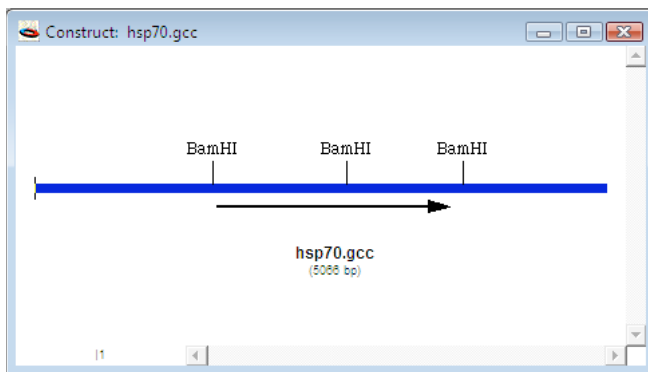 Construct: hsp70.gcc
BamHI BamHI BamHI
hsp70.gcc
(5066 bp)
|1